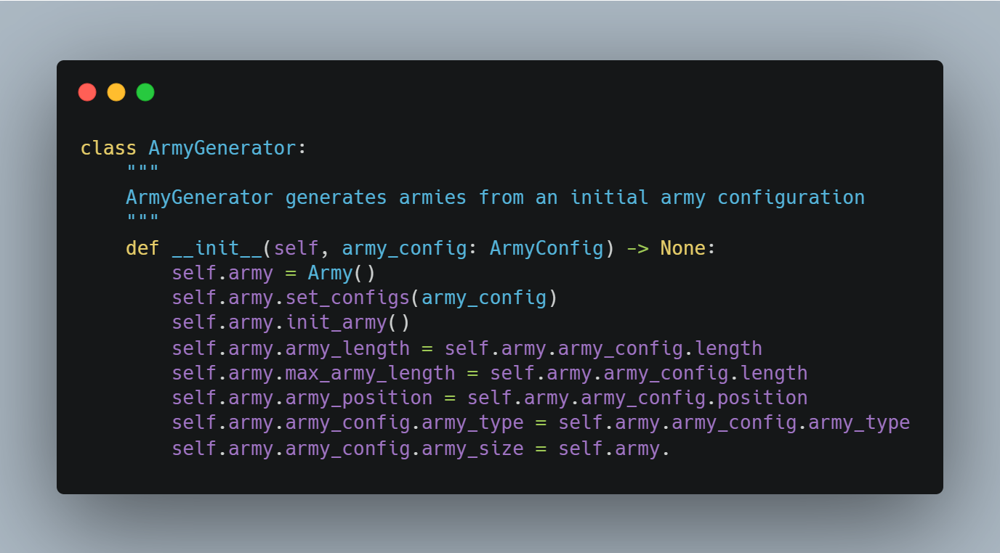 class ArmyGenerator:
    """
    ArmyGenerator generates armies from an initial army configuration
    """
    def __init__(self, army_config: ArmyConfig) -> None:
        self.army = Army()
        self.army.set_configs(army_config)
        self.army.init_army()
        self.army.army_length = self.army.army_config.length
        self.army.max_army_length = self.army.army_config.length
        self.army.army_position = self.army.army_config.position
        self.army.army_config.army_type = self.army.army_config.army_type
        self.army.army_config.army_size = self.army.